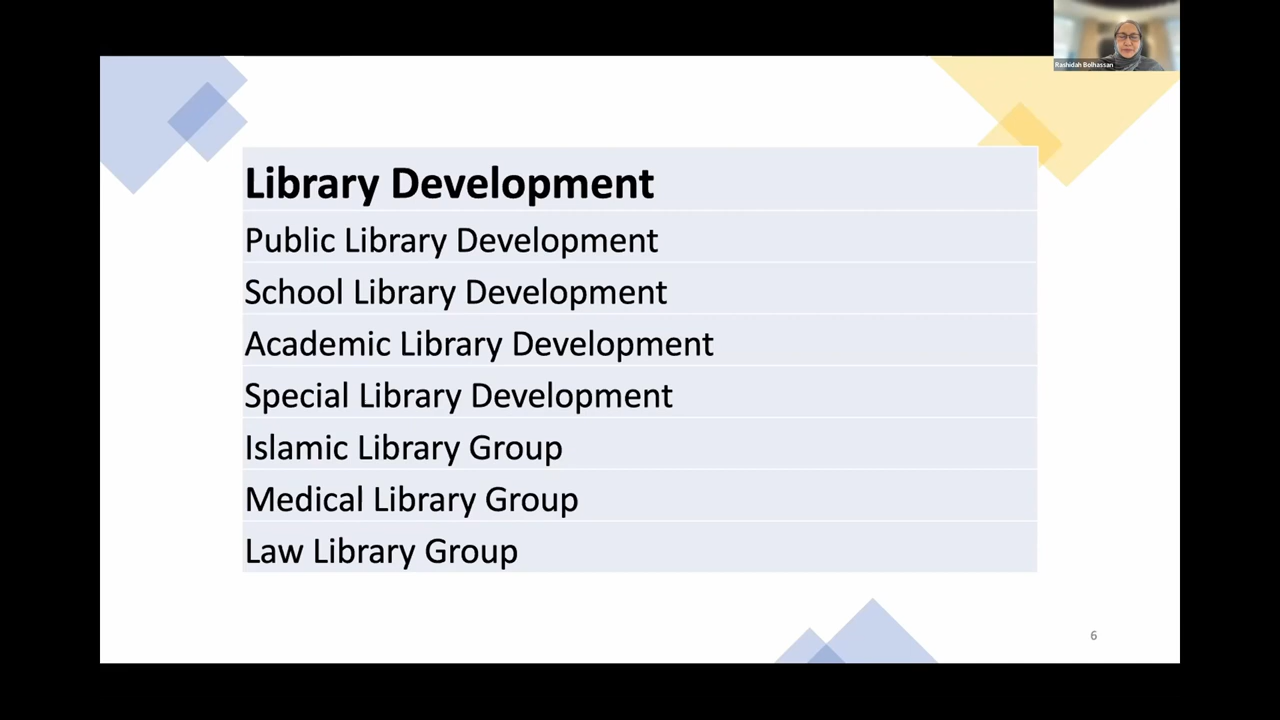 Rashidah Bolhassan
Library Development
Public Library Development
School Library Development
Academic Library Development
Special Library Development
Islamic Library Group
Medical Library Group
Law Library Group
6